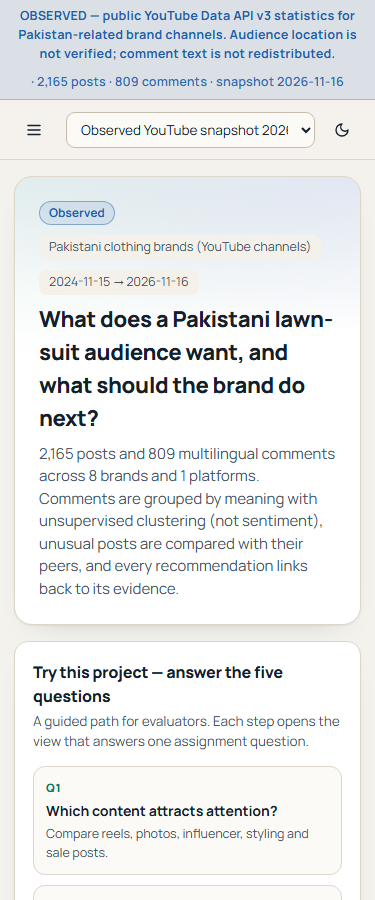 OBSERVED — public YouTube Data API v3 statistics for
Pakistan-related brand channels. Audience location is
not verified; comment text is not redistributed.
· 2,165 posts · 809 comments · snapshot 2026-11-16
Observed YouTube snapshot 2026
Observed
Pakistani clothing brands (YouTube channels)
2024-11-15 → 2026-11-16
What does a Pakistani lawn-
suit audience want, and
what should the brand do
next?
2,165 posts and 809 multilingual comments
across 8 brands and 1 platforms.
Comments are grouped by meaning with
unsupervised clustering (not sentiment),
unusual posts are compared with their
peers, and every recommendation links
back to its evidence.
Try this project — answer the five
questions
A guided path for evaluators. Each step opens the
view that answers one assignment question.
Q1
Which content attracts attention?
Compare reels, photos, influencer, styling and
sale posts.